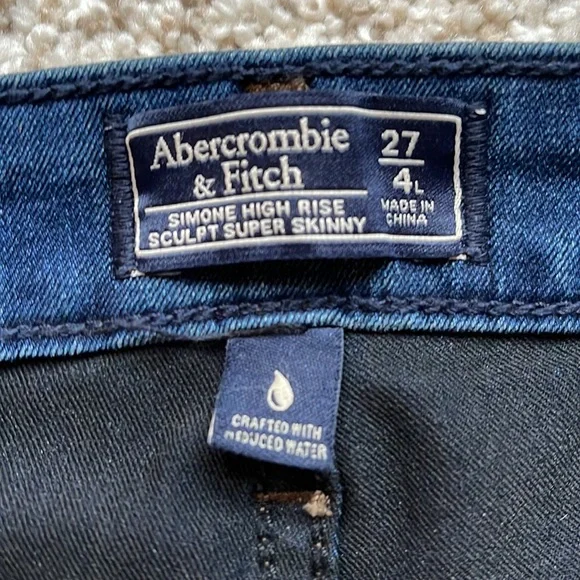 Abercrombie
& Fitch
SIMONE HIGH RISE
SCULPT SUPER SKINNY
27
4L
MADE IN
CHINA
CRAFTED WITH
REDUCED WATER